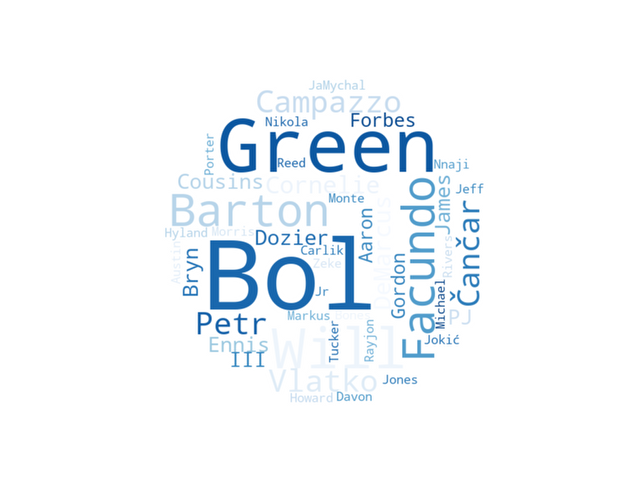 JaMychal
Campazzo
Nikola
Forbes
Green
Porter
Reed
Nnaji
Cousins
Cornelie
Jeff
Barton
Monte
James
Hyland
Morris
Dozier
Aaron
DeMarcus
Facundo
Čančar
Rivers
Austin
Carlik
Zeke
Bryn
Bol
Gordon
Michael
Jr
Markus
Bones
PJ
Petr
Ennis
III
Will
Tucker
Rayjon
Jokić
Vlatko
Jones
Howard
Davon